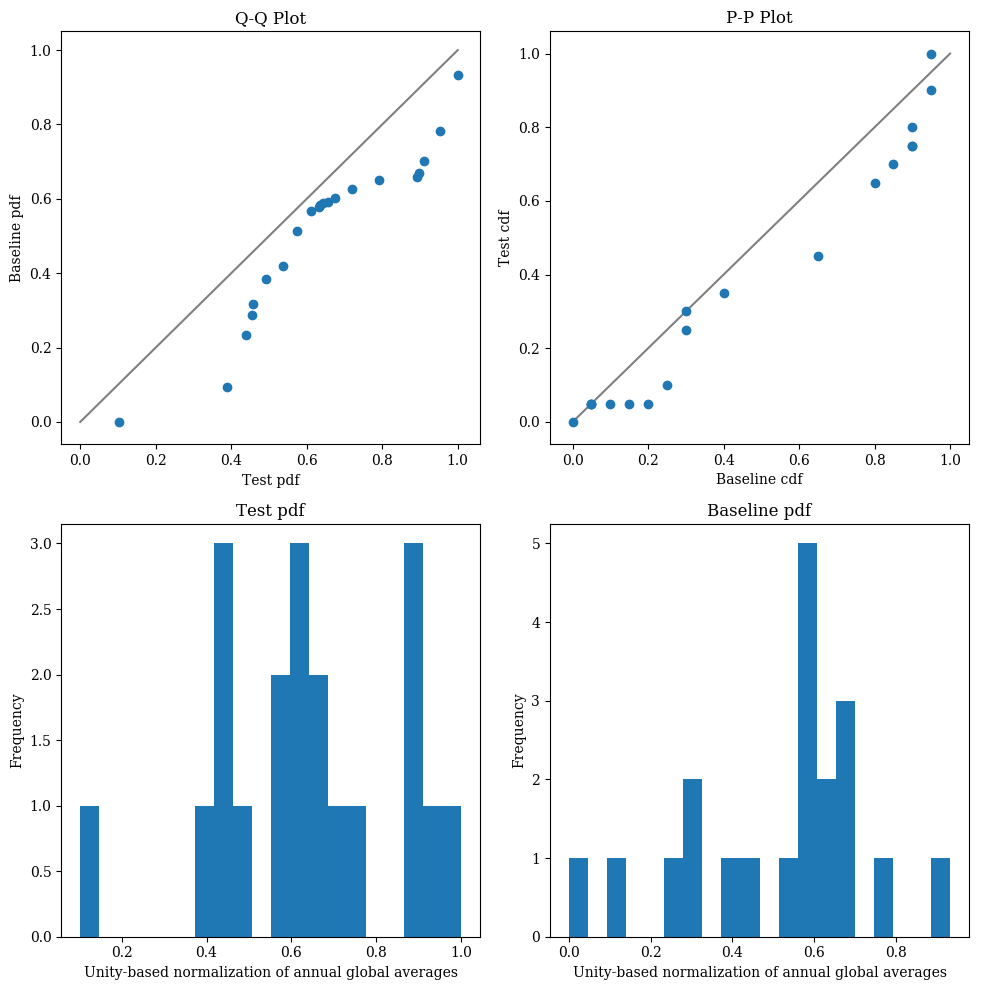 Q-Q Plot
1.0
0.8
0.6
0.4
0.2
0.0
Baseline pdf
0.0 0.2 0.4 0.6 0.8 1.0
Test pdf
P-P Plot
1.0
0.8
0.6
0.4
0.2
0.0
Test cdf
0.0 0.2 0.4 0.6 0.8 1.0
Baseline cdf
Test pdf
3.0
2.5
2.0
1.5
1.0
0.5
0.0
Frequency
0.2 0.4 0.6 0.8 1.0
Unity-based normalization of annual global averages
Baseline pdf
5
4
3
2
1
0
Frequency
0.0 0.2 0.4 0.6 0.8
Unity-based normalization of annual global averages